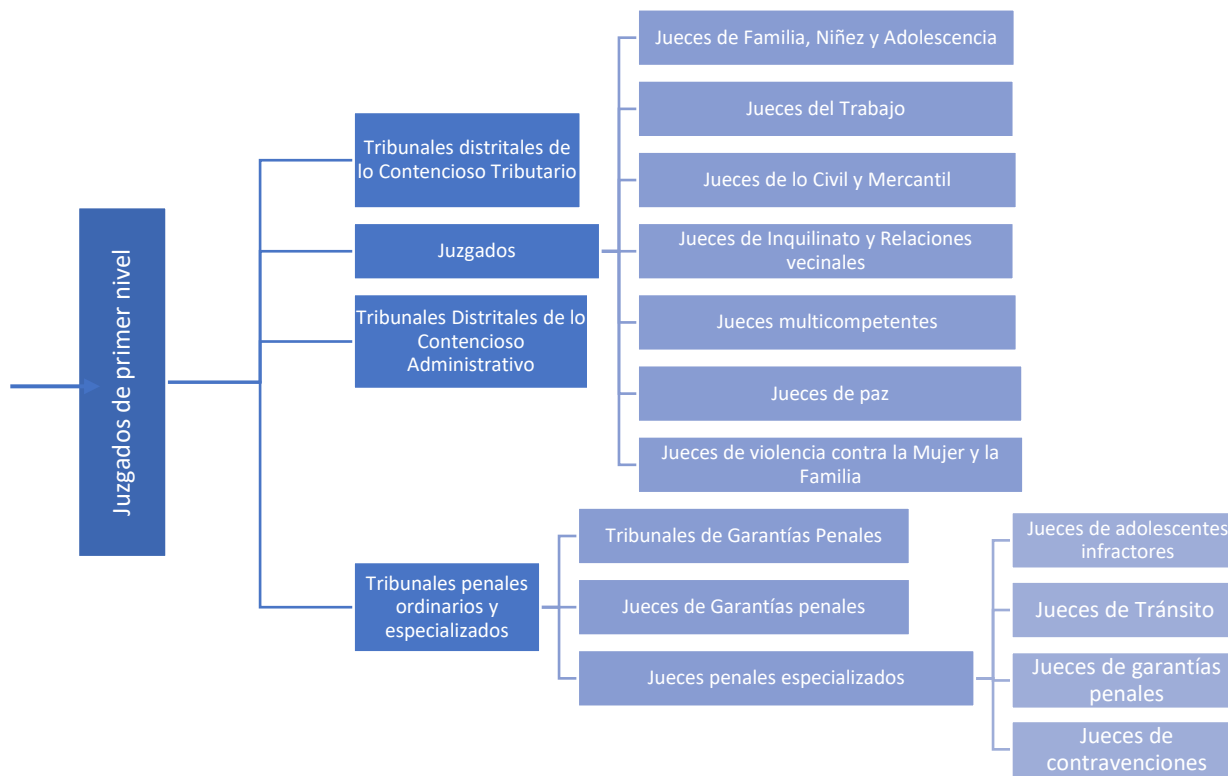 Juzgados de primer nivel
Tribunales distritales de
lo Contencioso Tributario
Juzgados
Tribunales Distritales de lo
Contencioso
Administrativo
Tribunales penales
ordinarios y
especializados
Jueces de Familia, Niñez y Adolescencia
Jueces del Trabajo
Jueces de lo Civil y Mercantil
Jueces de Inquilinato y Relaciones
vecinales
Jueces multicompetentes
Jueces de paz
Jueces de violencia contra la Mujer y la
Familia
Tribunales de Garantías Penales
Jueces de Garantías penales
Jueces penales especializados
Jueces de adolescentes
infractores
Jueces de Tránsito
Jueces de garantías
penales
Jueces de
contravenciones